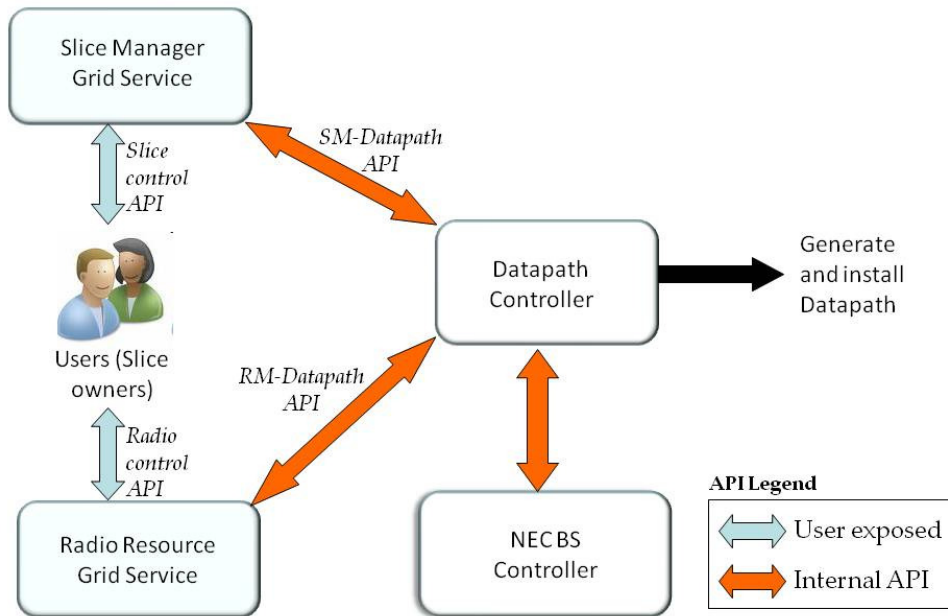 Slice Manager
Grid Service
Slice
control
API
SM-Datapath
API
Datapath
Controller
Generate
and install
Datapath
Users (Slice
owners)
RM-Datapath
API
Radio
control
API
Radio Resource
Grid Service
NEC BS
Controller
API Legend
User exposed
Internal API